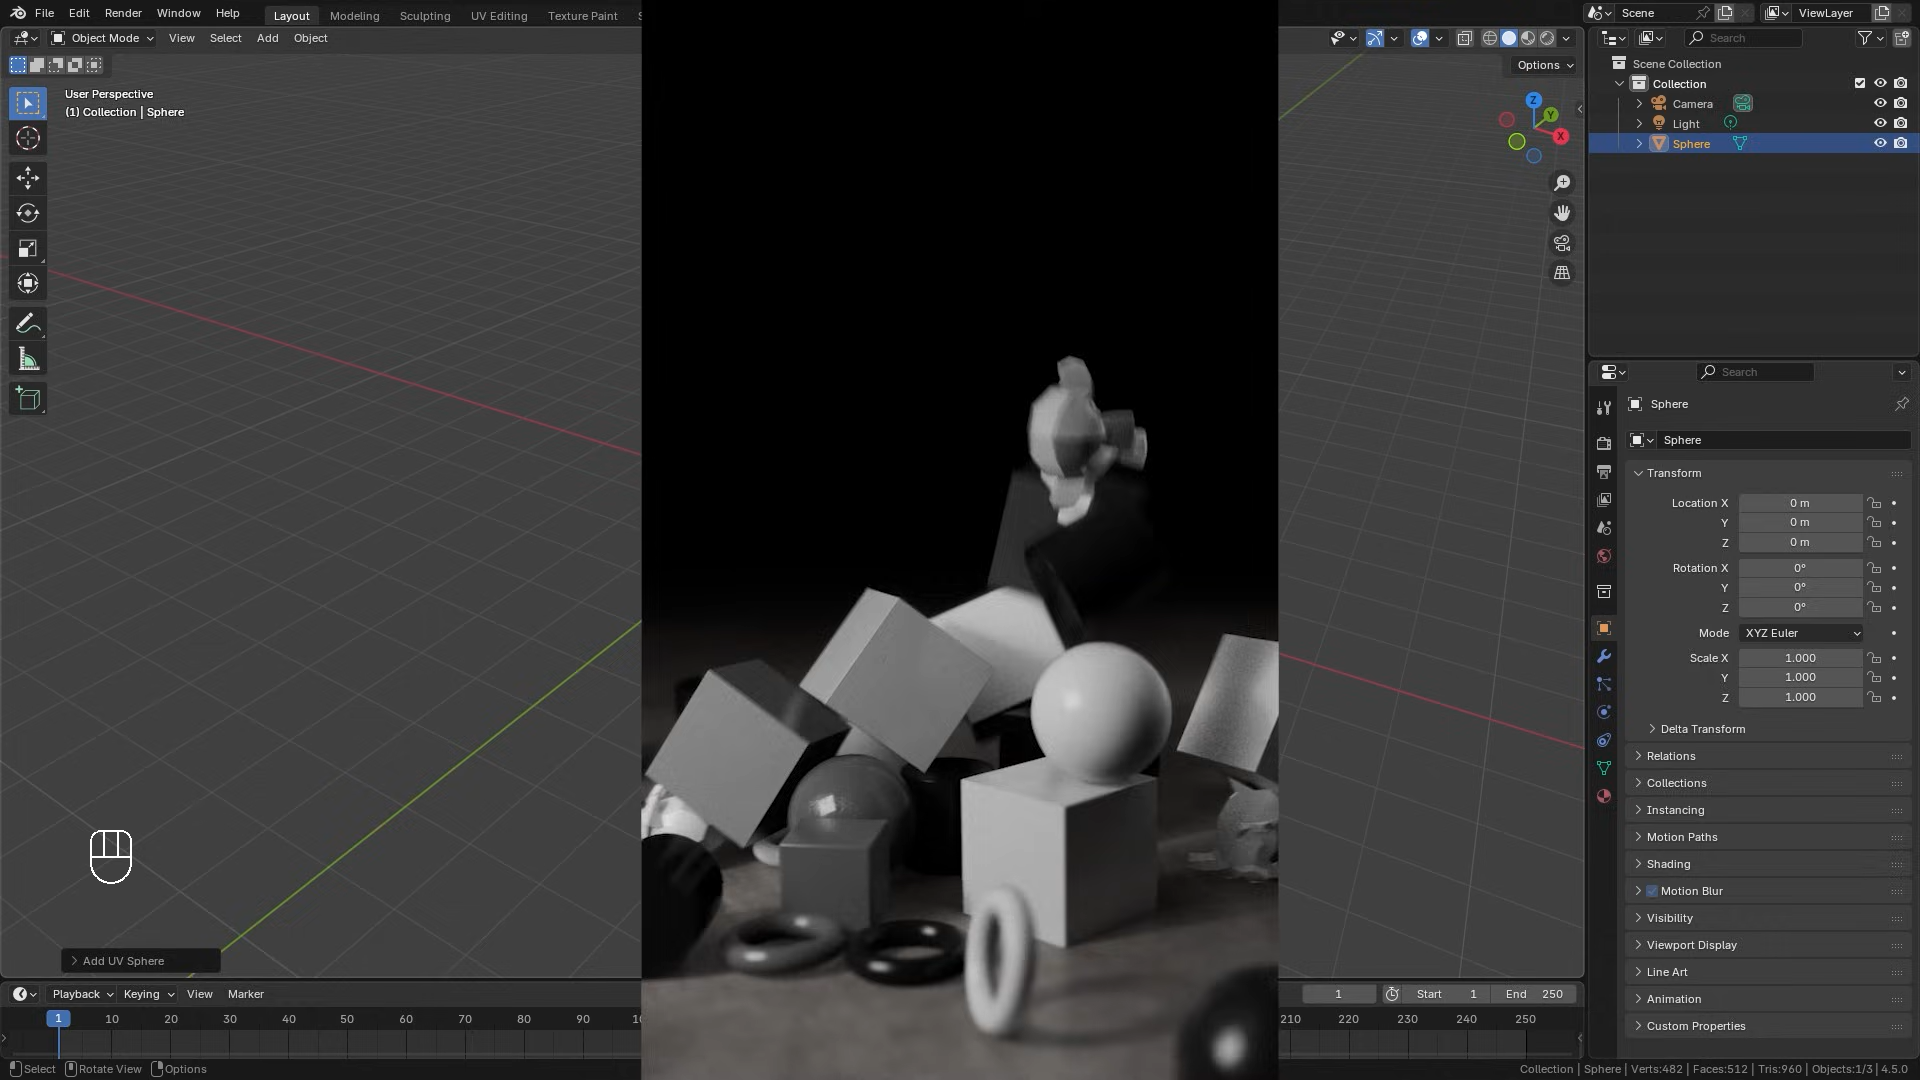 File Edit Render Window Help Layout Modeling Sculpting UV Editing Texture Paint Scene ViewLayer
Object Mode View Select Add Object Search
Options
User Perspective
(1) Collection | Sphere
Z
Y
X
Scene Collection
Collection
Camera
Light
Sphere
Search
Sphere
Sphere
Transform
Location X 0 m
Y 0 m
Z 0 m
Rotation X 0°
Y 0°
Z 0°
Mode XYZ Euler
Scale X 1.000
Y 1.000
Z 1.000
Delta Transform
Relations
Collections
Instancing
Motion Paths
Shading
Motion Blur
Visibility
Viewport Display
Line Art
Animation
Custom Properties
Add UV Sphere
Playback Keying View Marker 1 Start 1 End 250
1 10 20 30 40 50 60 70 80 90 210 220 230 240 250
Select Rotate View Options Collection | Sphere | Verts:482 | Faces:512 | Tris:960 | Objects:1/3 | 4.5.0